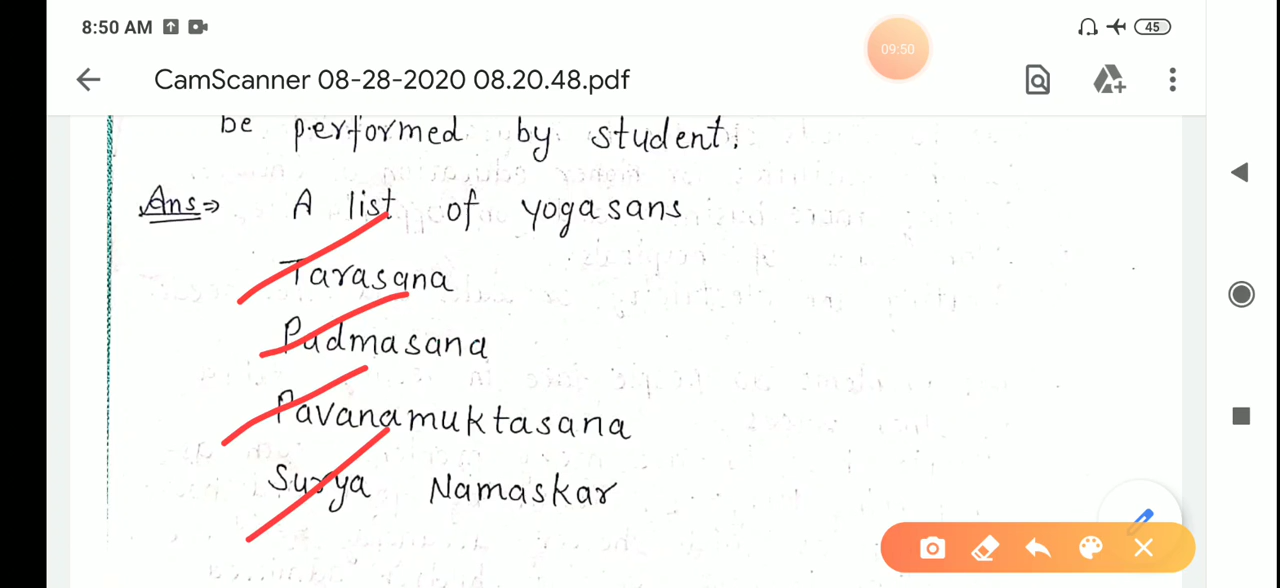 8:50 AM
09:50
45
CamScanner 08-28-2020 08.20.48.pdf
be performed by student.
Ans⇒ A list of yogasans
Tarasana
Padmasana
Pavanamuktasana
Surya Namaskar